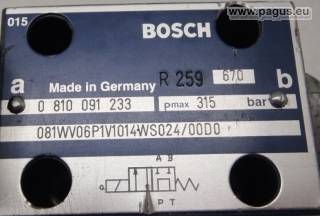 www.pagus.eu
015
BOSCH
R 259 670
a Made in Germany b
0 810 091 233 pmax 315 bar
081WV06P1V1014WS024/00D0
A B
a
P T